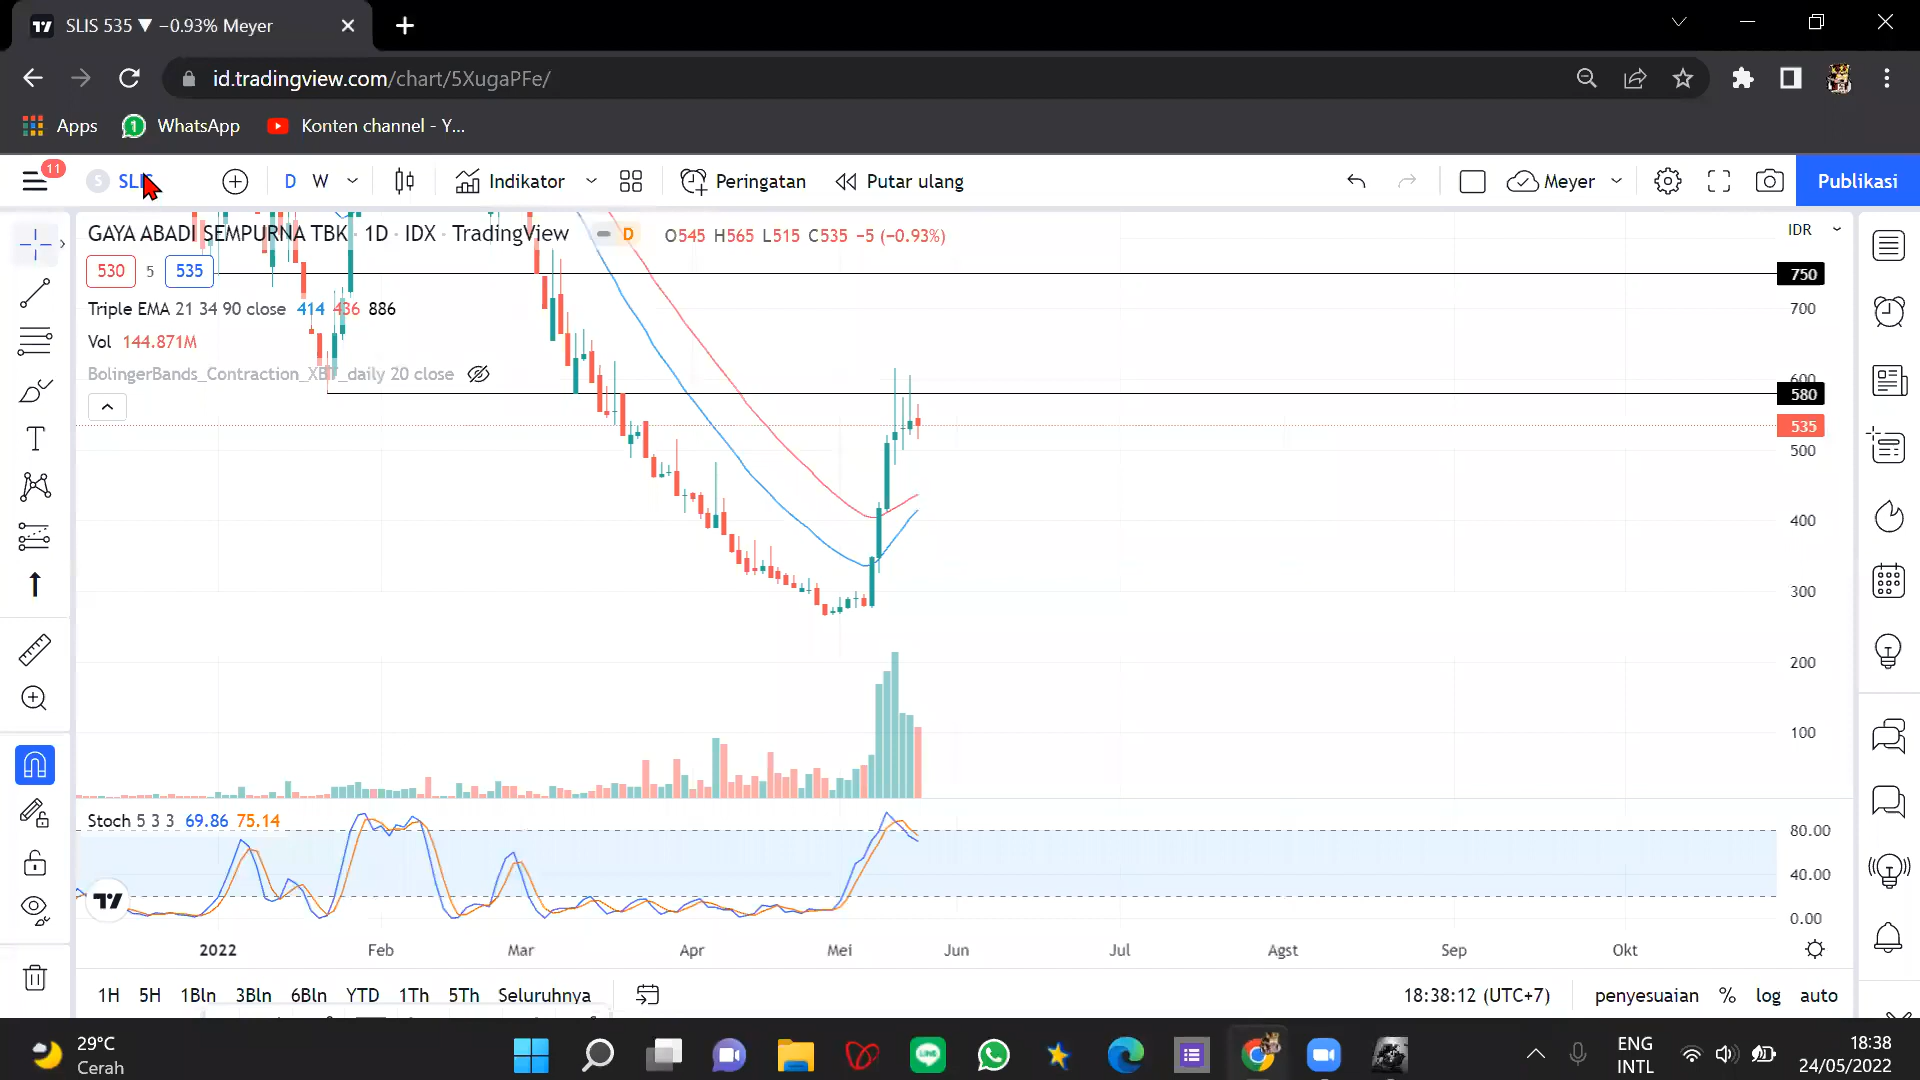 SLIS 535 ▼ −0.93% Meyer
id.tradingview.com/chart/5XugaPFe/
Apps
WhatsApp
Konten channel - Y...
11
S
D W
Indikator
Peringatan
Putar ulang
Meyer
Publikasi
GAYA ABADI SEMPURNA TBK · 1D · IDX · TradingView
D
O545 H565 L515 C535 −5 (−0.93%)
IDR
530 5 535
750
700
Triple EMA 21 34 90 close 414 436 886
Vol 144.871M
BolingerBands_Contraction_XBT_daily 20 close
600
580
535
500
400
300
200
100
Stoch 5 3 3 69.86 75.14
80.00
40.00
0.00
2022 Feb Mar Apr Mei Jun Jul Agst Sep Okt
1H 5H 1Bln 3Bln 6Bln YTD 1Th 5Th Seluruhnya
18:38:12 (UTC+7)
penyesuaian % log auto
29°C
Cerah
LINE
ENG
INTL
18:38
24/05/2022